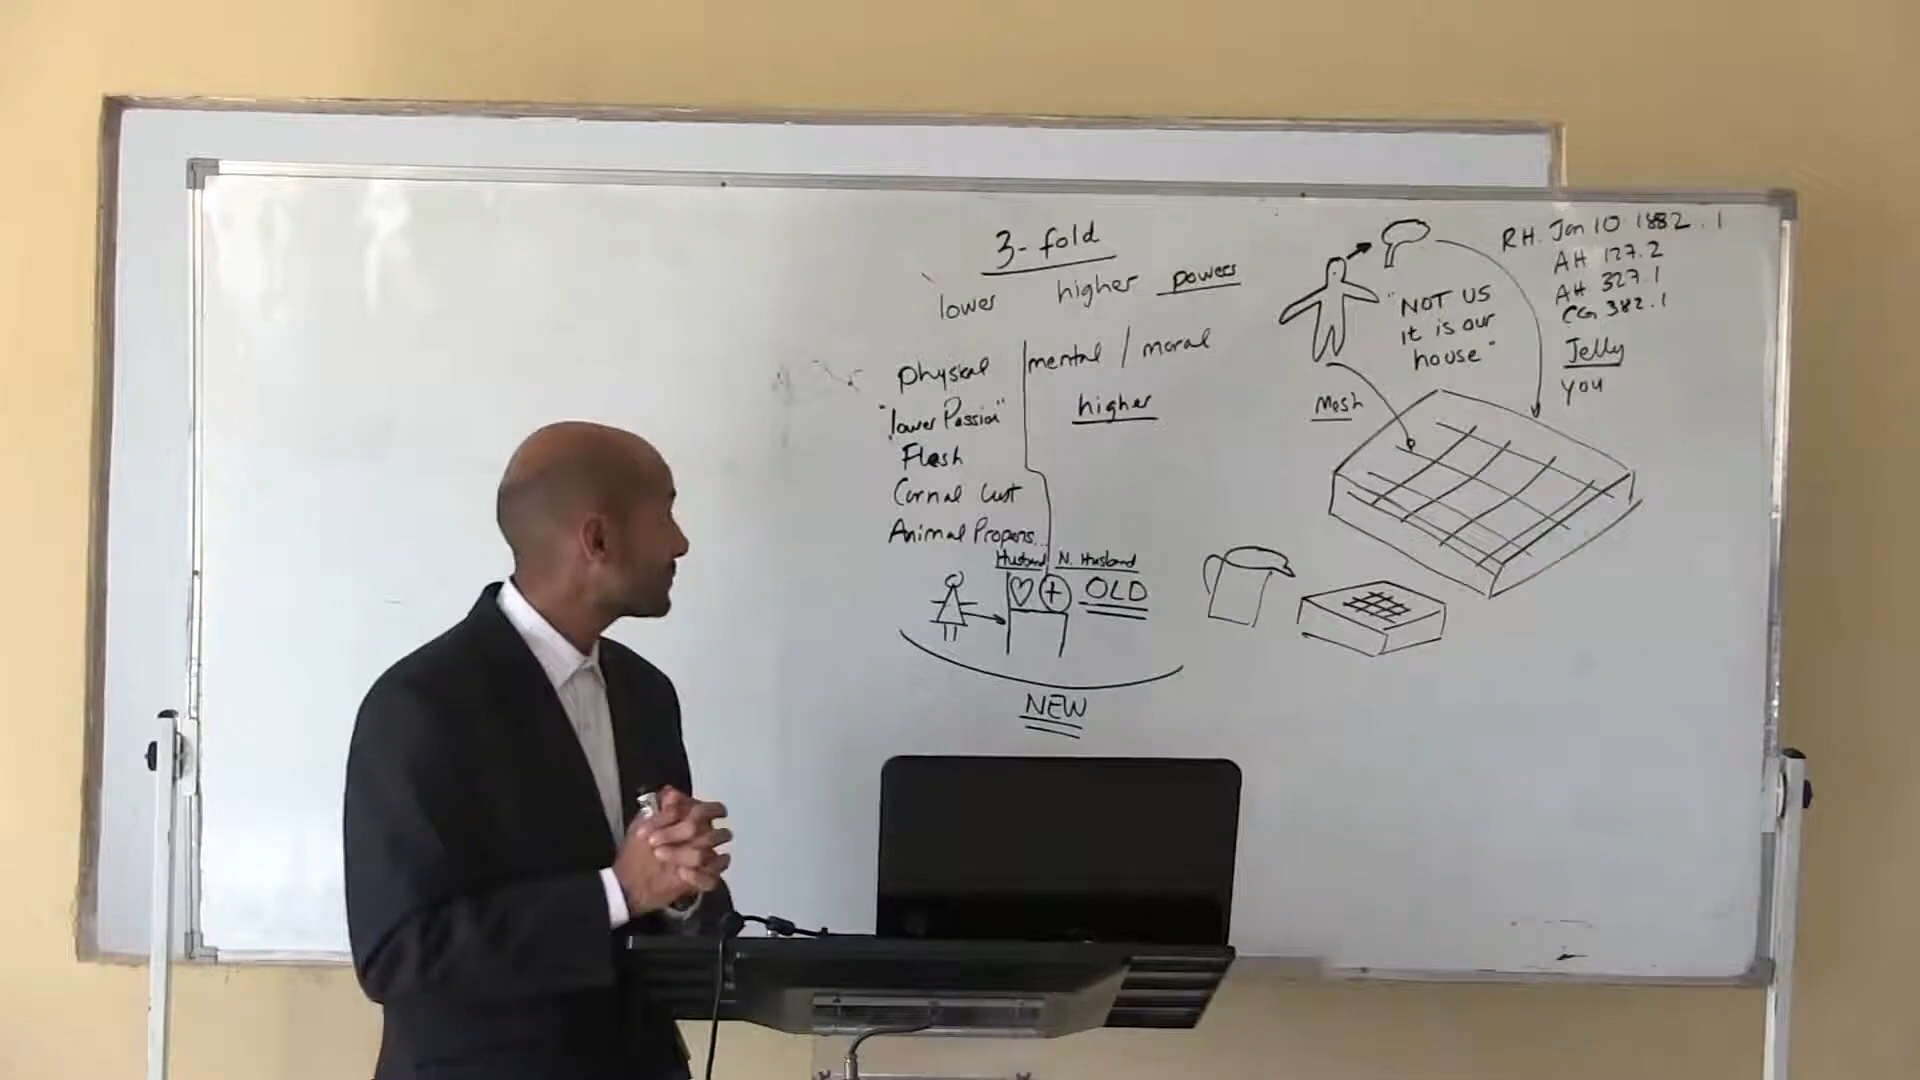 3-fold
lower higher powers
physical mental / moral
"lower Passion" higher
Flesh
Carnal Lust
Animal Propens..
Husband N. Husband
OLD
NEW
"NOT US
it is our
house"
Mesh
RH. Jan 10 1882.1
AH 127.2
AH 327.1
CG 382.1
Jelly
you